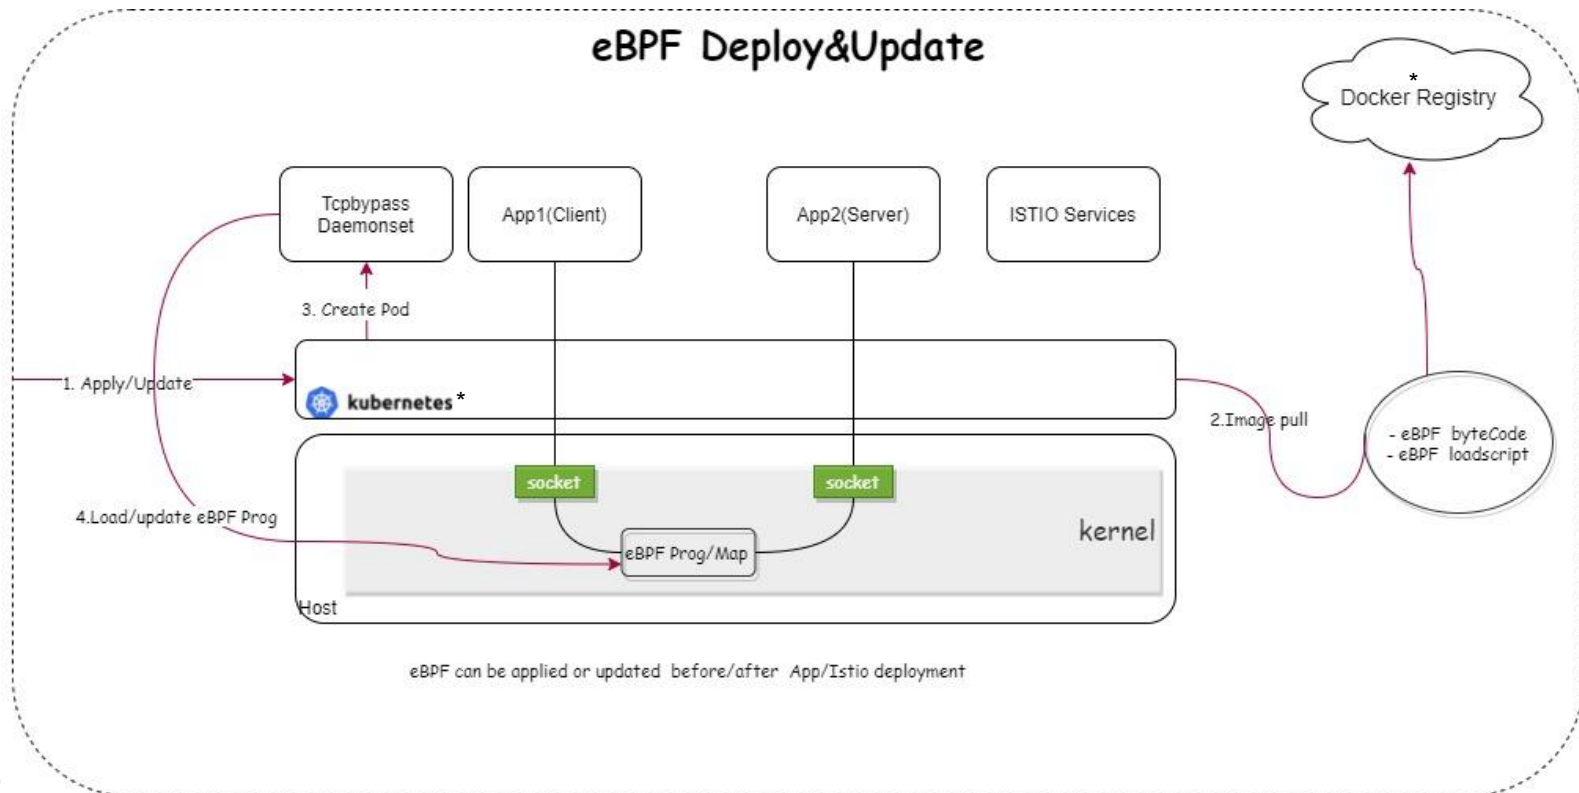 eBPF Deploy&Update
*
Docker Registry
Tcpbypass
Daemonset
App1(Client)
App2(Server)
ISTIO Services
3. Create Pod
1. Apply/Update
kubernetes*
2.Image pull
- eBPF byteCode
- eBPF loadscript
socket
socket
4.Load/update eBPF Prog
kernel
eBPF Prog/Map
Host
eBPF can be applied or updated before/after App/Istio deployment